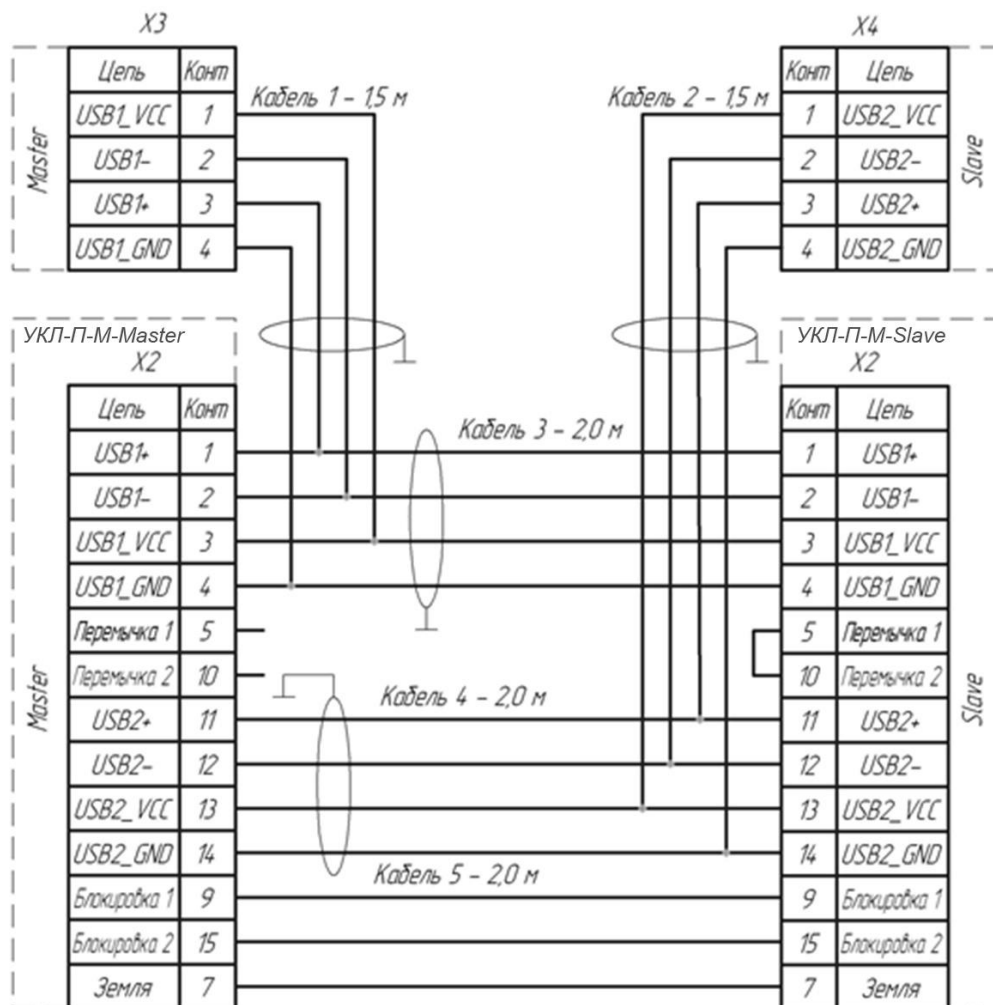 X3
X4
Цепь Конт
Конт Цепь
Кабель 1 - 1,5 м
Кабель 2 - 1,5 м
USB1_VCC 1
1 USB2_VCC
USB1- 2
2 USB2-
USB1+ 3
3 USB2+
USB1_GND 4
4 USB2_GND
Master
Slave
УКЛ-П-М-Master
УКЛ-П-М-Slave
X2
X2
Цепь Конт
Конт Цепь
Кабель 3 - 2,0 м
USB1+ 1
1 USB1+
USB1- 2
2 USB1-
USB1_VCC 3
3 USB1_VCC
USB1_GND 4
4 USB1_GND
Перемычка 1 5
5 Перемычка 1
Перемычка 2 10
10 Перемычка 2
Кабель 4 - 2,0 м
USB2+ 11
11 USB2+
USB2- 12
12 USB2-
USB2_VCC 13
13 USB2_VCC
USB2_GND 14
14 USB2_GND
Кабель 5 - 2,0 м
Блокировка 1 9
9 Блокировка 1
Блокировка 2 15
15 Блокировка 2
Земля 7
7 Земля
Master
Slave